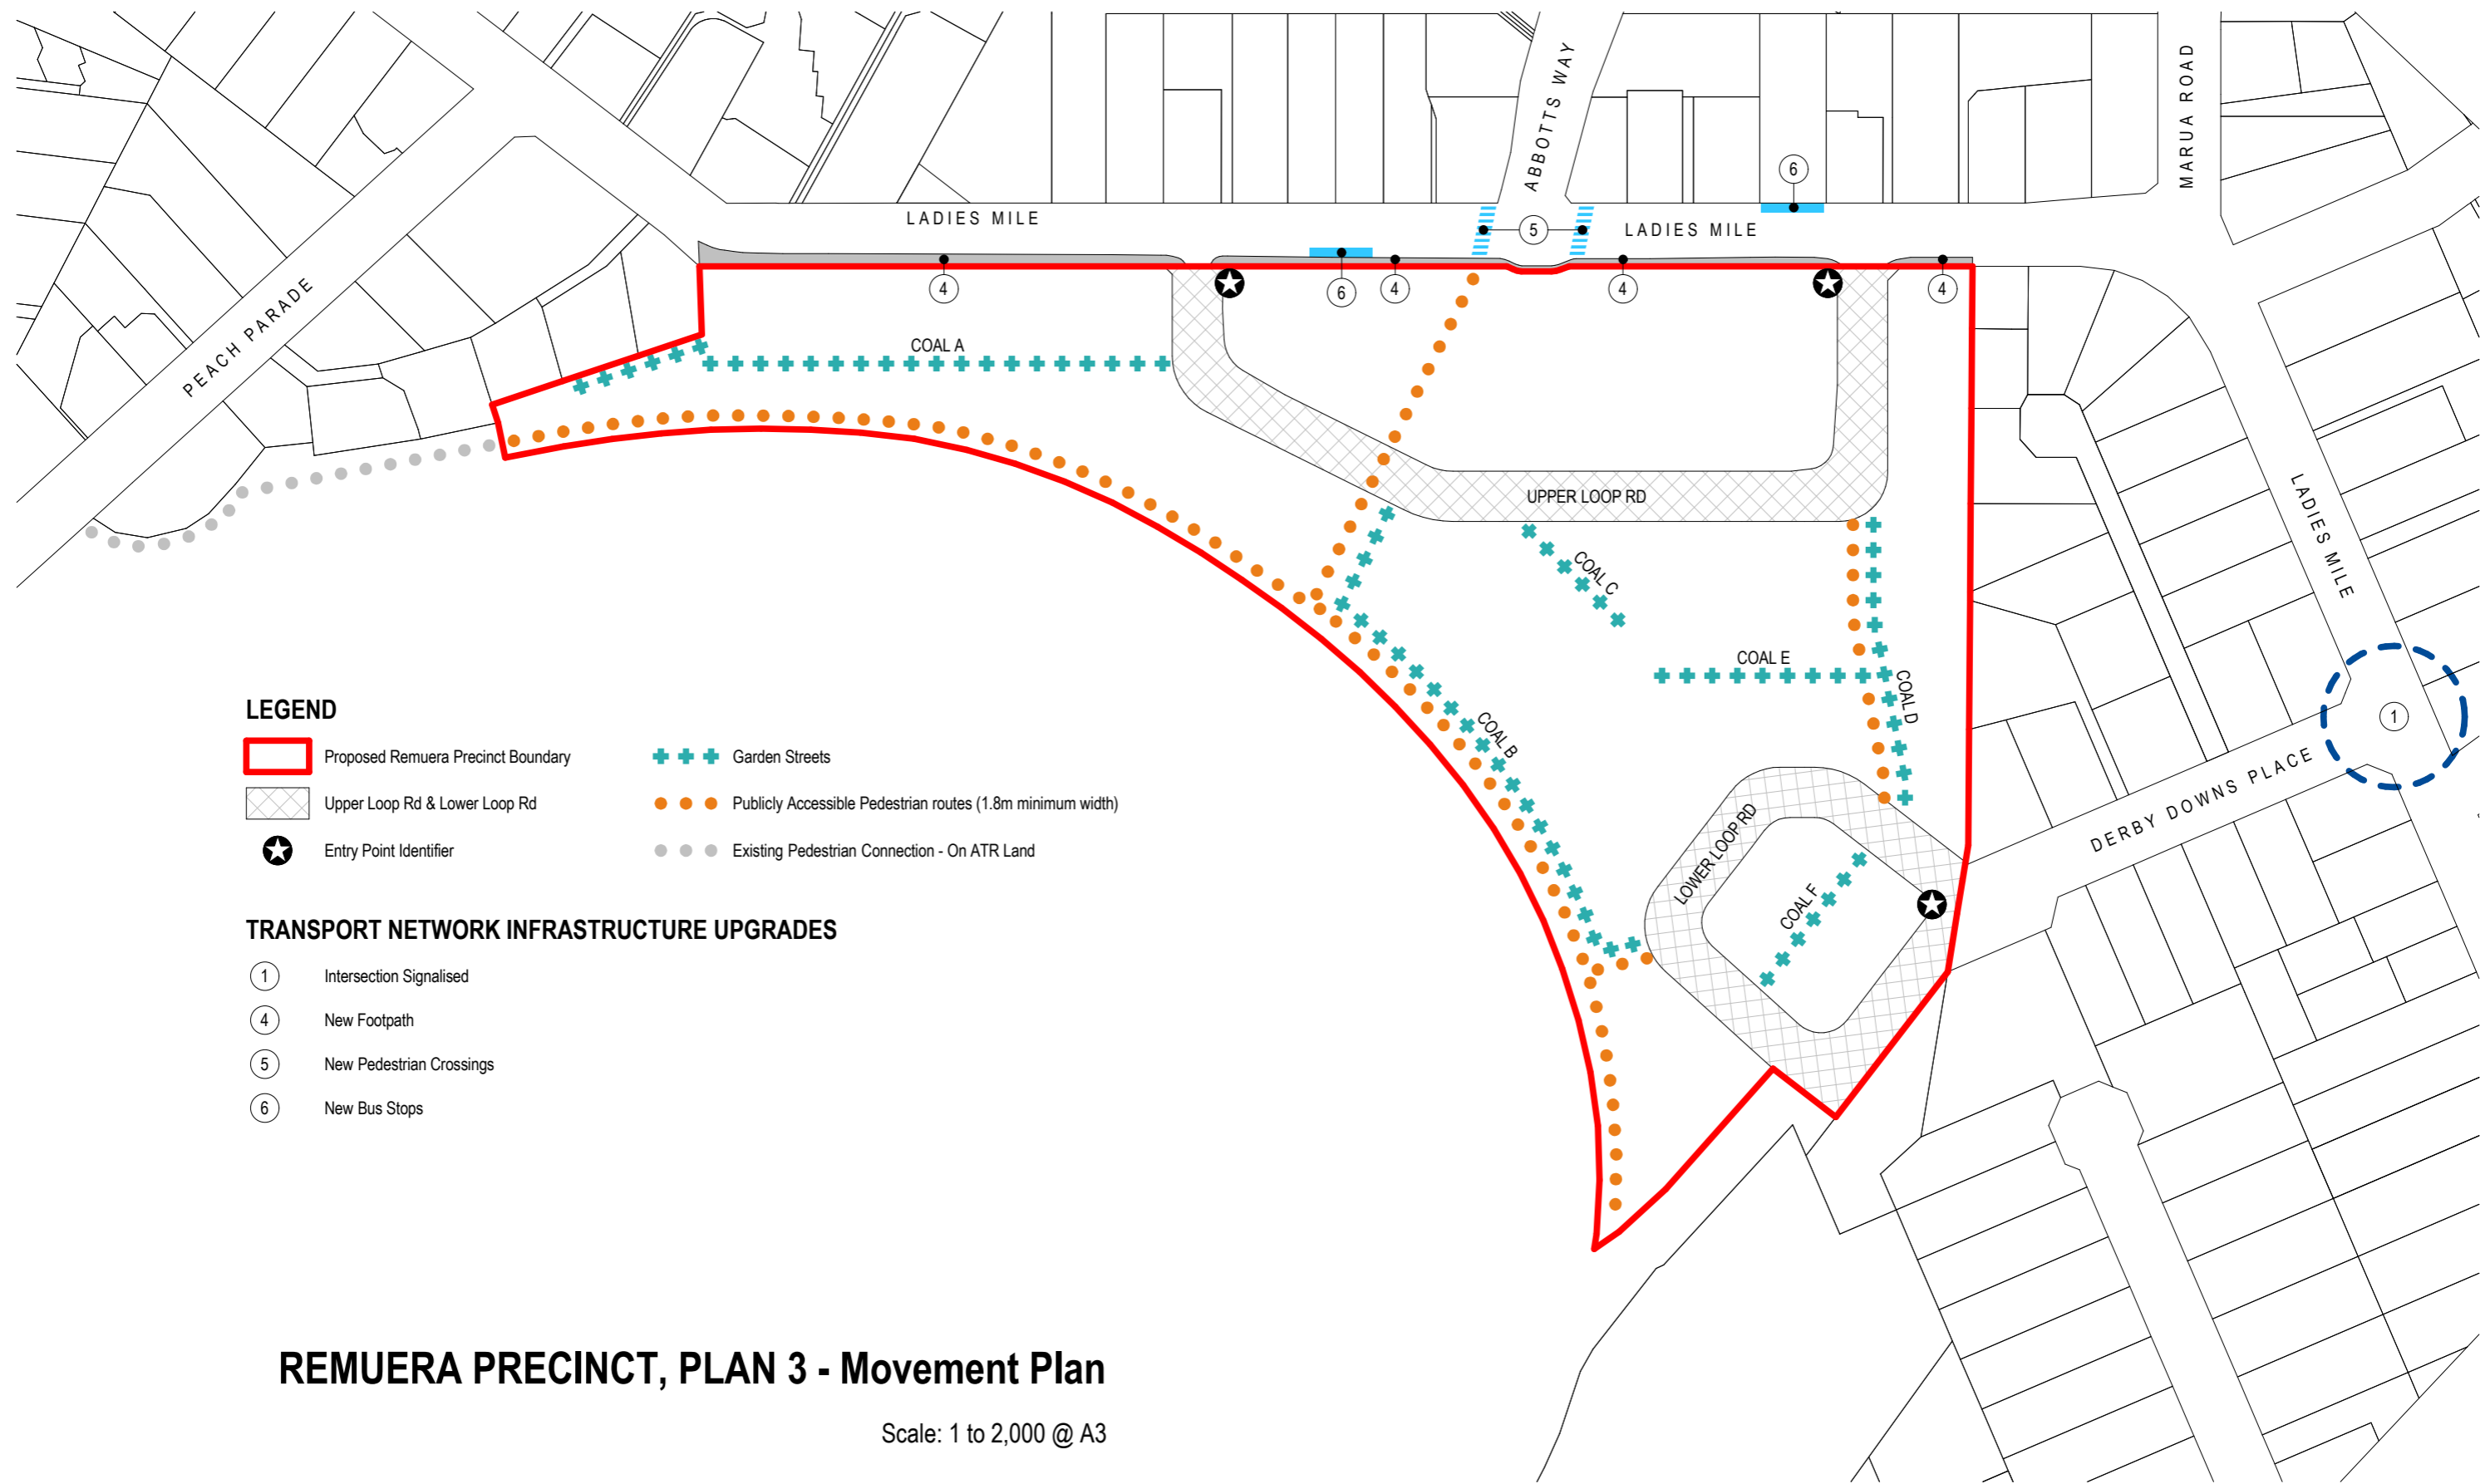 ABBOTTS WAY
MARUA ROAD
6
LADIES MILE
5
LADIES MILE
4
6
4
4
4
PEACH PARADE
COAL A
UPPER LOOP RD
LADIES MILE
COAL C
COAL E
COAL D
COAL B
1
DERBY DOWNS PLACE
LOWER LOOP RD
COAL F
LEGEND
Proposed Remuera Precinct Boundary
Garden Streets
Upper Loop Rd & Lower Loop Rd
Publicly Accessible Pedestrian routes (1.8m minimum width)
Entry Point Identifier
Existing Pedestrian Connection - On ATR Land
TRANSPORT NETWORK INFRASTRUCTURE UPGRADES
1 Intersection Signalised
4 New Footpath
5 New Pedestrian Crossings
6 New Bus Stops
REMUERA PRECINCT, PLAN 3 - Movement Plan
Scale: 1 to 2,000 @ A3